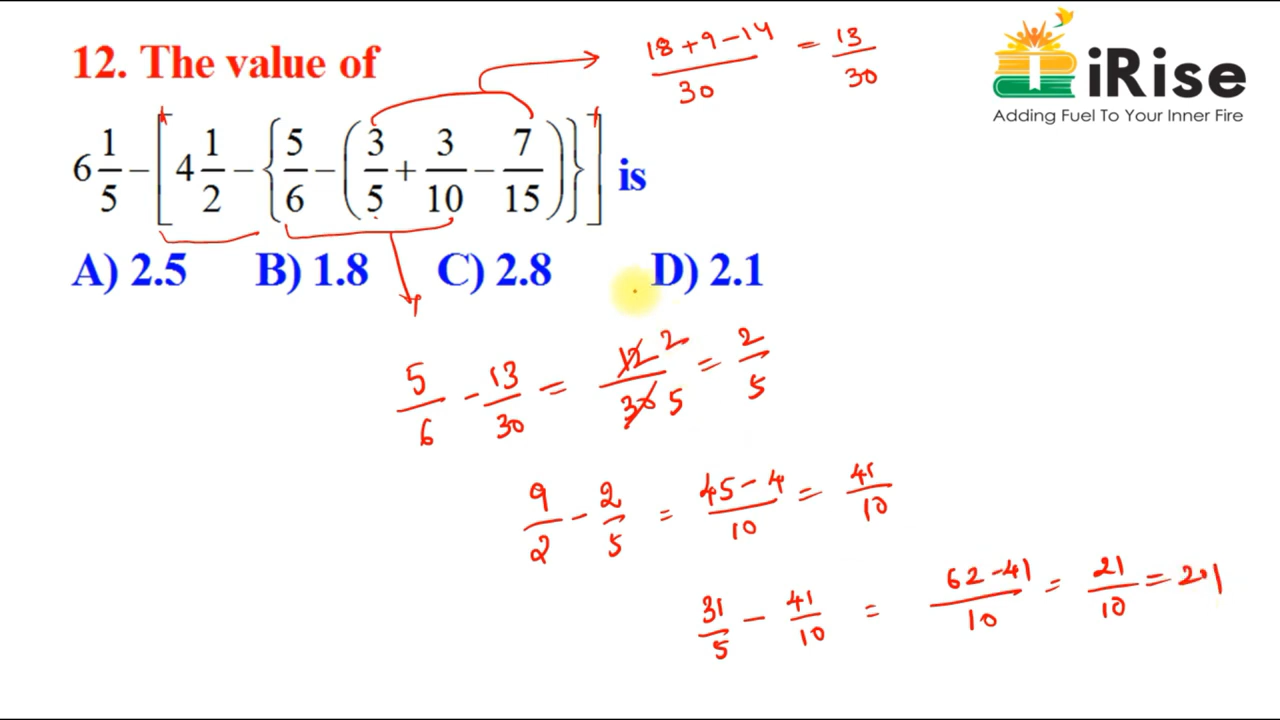 12. The value of
6 1/5 − [4 1/2 − {5/6 − (3/5 + 3/10 − 7/15)}] is
A) 2.5 B) 1.8 C) 2.8 D) 2.1
(18 + 9 − 14)/30 = 13/30
iRise
Adding Fuel To Your Inner Fire
5/6 − 13/30 = 12/30 2/5 = 2/5
9/2 − 2/5 = (45 − 4)/10 = 41/10
31/5 − 41/10 = (62 − 41)/10 = 21/10 = 2.1